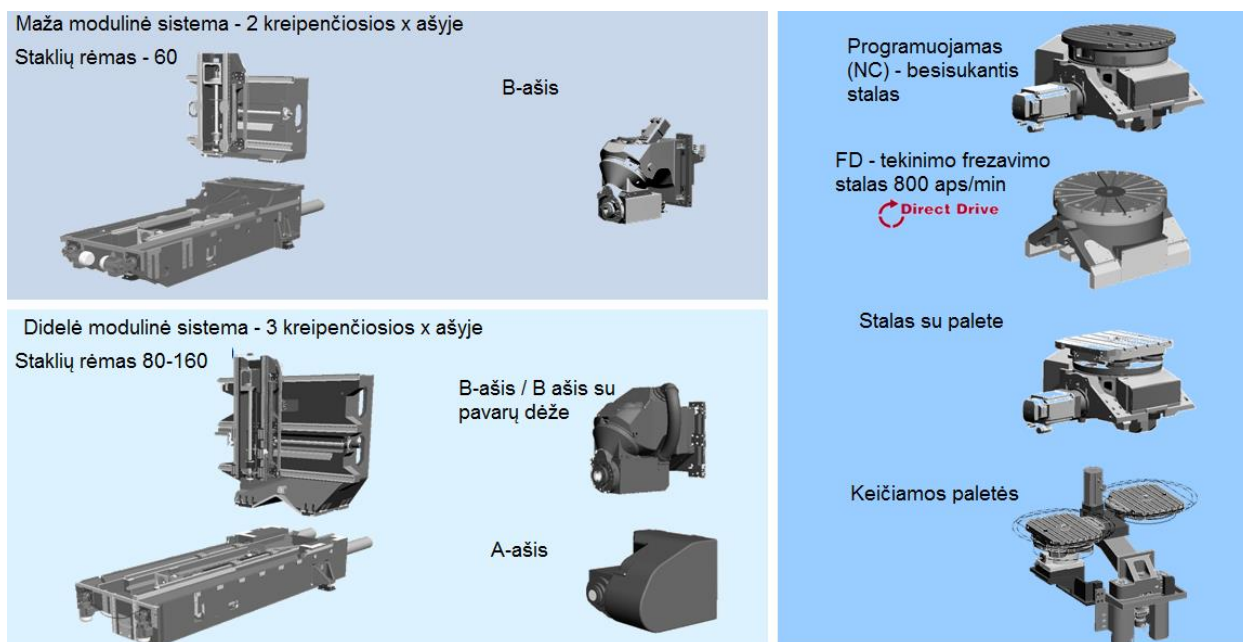 Maža modulinė sistema - 2 kreipenčiosios x ašyje
Staklių rėmas - 60
B-ašis
Didelė modulinė sistema - 3 kreipenčiosios x ašyje
Staklių rėmas 80-160
B-ašis / B ašis su
pavarų dėže
A-ašis
Programuojamas
(NC) - besisukantis
stalas
FD - tekinimo frezavimo
stalas 800 aps/min
Direct Drive
Stalas su palete
Keičiamos paletės